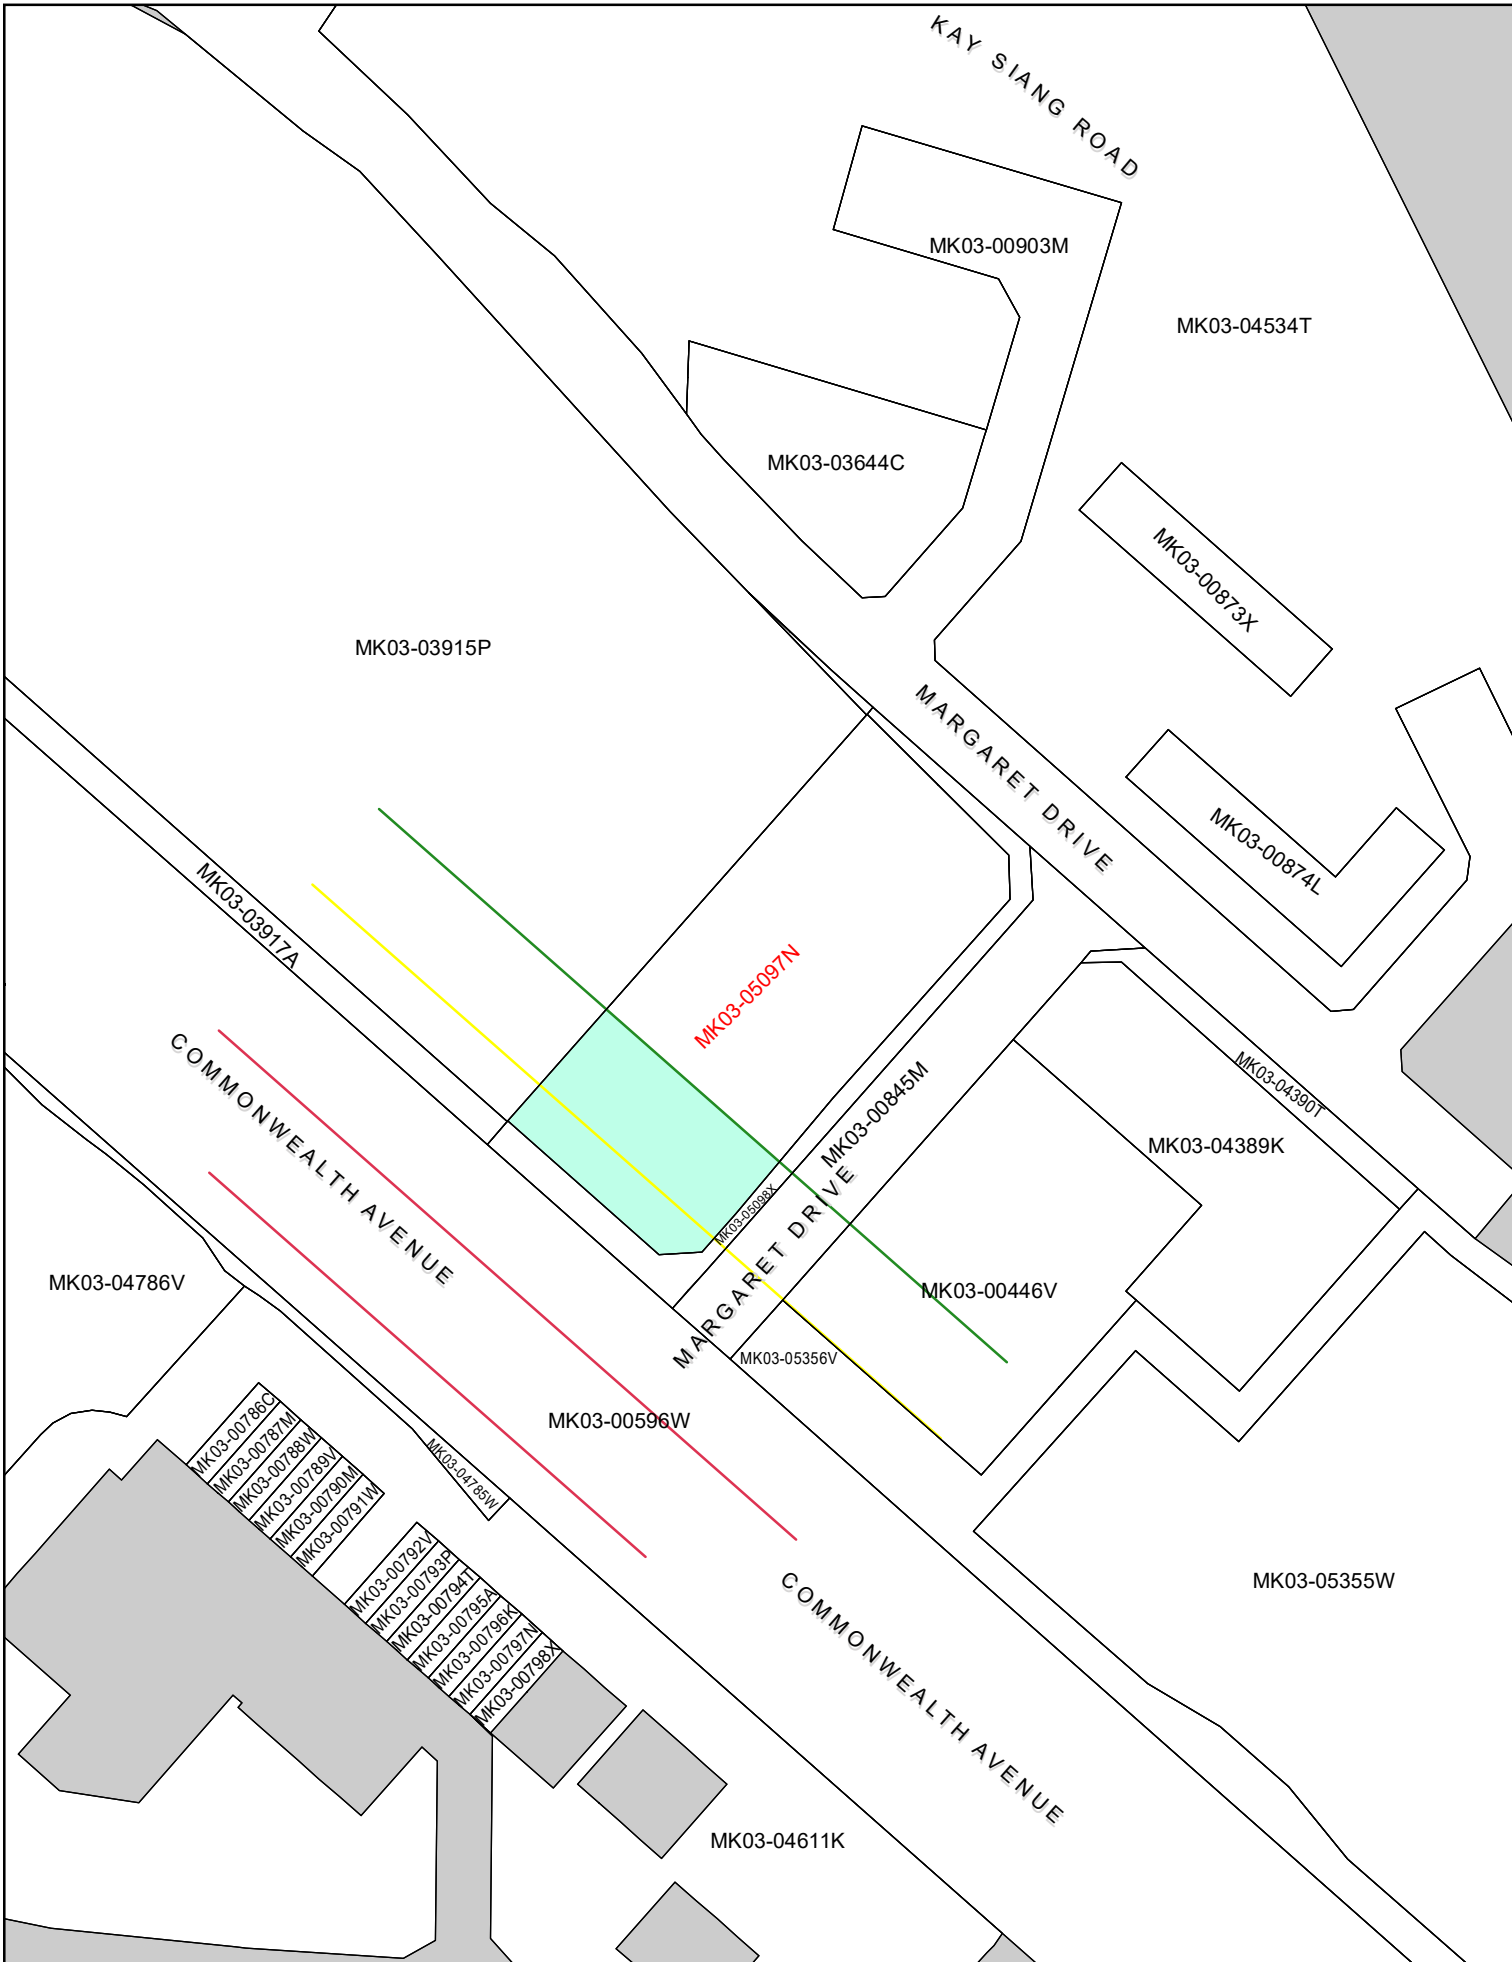 KAY SIANG ROAD
MK03-00903M
MK03-04534T
MK03-03644C
MK03-00873X
MK03-03915P
MARGARET DRIVE
MK03-00874L
MK03-03917A
MK03-05097N
COMMONWEALTH AVENUE
MK03-00845M
MK03-04390T
MK03-04389K
MK03-05098X
MARGARET DRIVE
MK03-04786V
MK03-00446V
MK03-05356V
MK03-00596W
MK03-00786C
MK03-00787M
MK03-00788W
MK03-00789V
MK03-00790M
MK03-00791W
MK03-04785W
MK03-00792V
MK03-00793P
MK03-00794T
MK03-00795A
MK03-00796K
MK03-00797N
MK03-00798X
MK03-05355W
COMMONWEALTH AVENUE
MK03-04611K